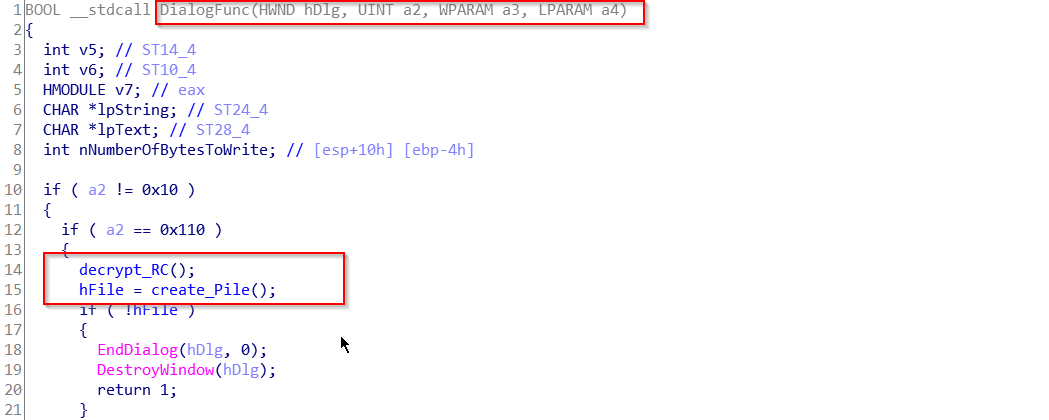 1 BOOL __stdcall DialogFunc(HWND hDlg, UINT a2, WPARAM a3, LPARAM a4)
2 {
3   int v5; // ST14_4
4   int v6; // ST10_4
5   HMODULE v7; // eax
6   CHAR *lpString; // ST24_4
7   CHAR *lpText; // ST28_4
8   int nNumberOfBytesToWrite; // [esp+10h] [ebp-4h]
9
10   if ( a2 != 0x10 )
11   {
12     if ( a2 == 0x110 )
13     {
14       decrypt_RC();
15       hFile = create_Pile();
16       if ( !hFile )
17       {
18         EndDialog(hDlg, 0);
19         DestroyWindow(hDlg);
20         return 1;
21       }